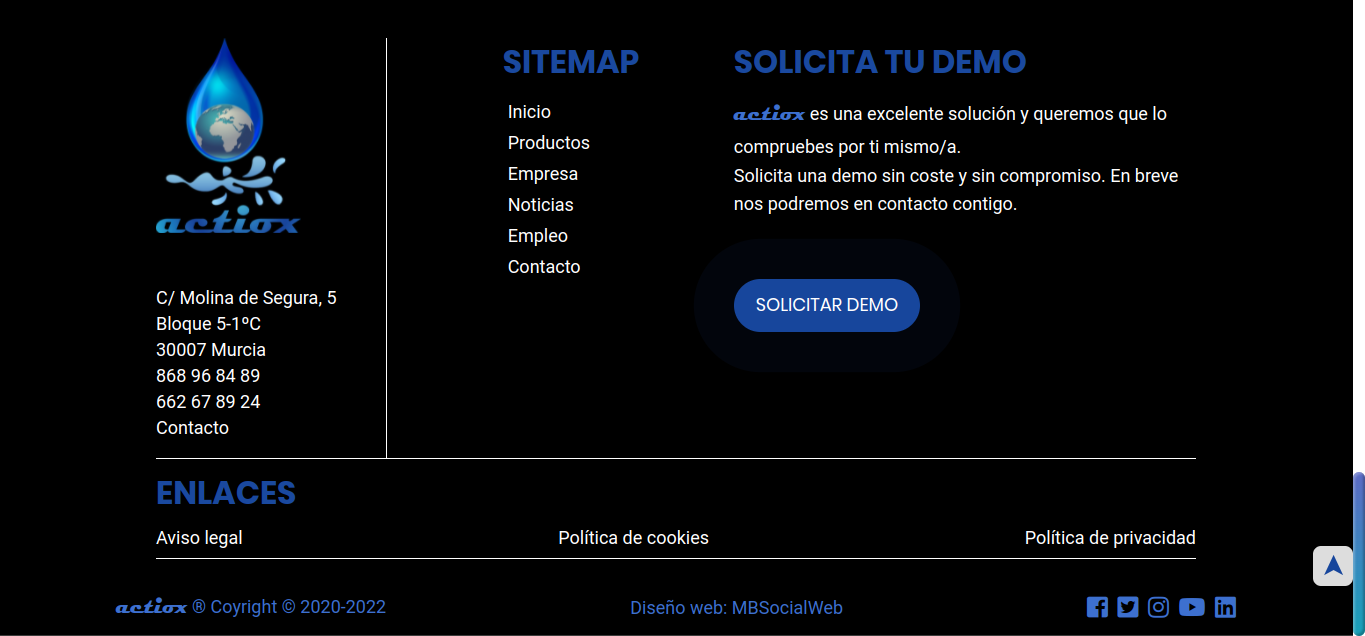 actiox
C/ Molina de Segura, 5
Bloque 5-1ºC
30007 Murcia
868 96 84 89
662 67 89 24
Contacto
SITEMAP
Inicio
Productos
Empresa
Noticias
Empleo
Contacto
SOLICITA TU DEMO
actiox es una excelente solución y queremos que lo
compruebes por ti mismo/a.
Solicita una demo sin coste y sin compromiso. En breve
nos podremos en contacto contigo.
SOLICITAR DEMO
ENLACES
Aviso legal
Política de cookies
Política de privacidad
actiox ® Coyright © 2020-2022
Diseño web: MBSocialWeb